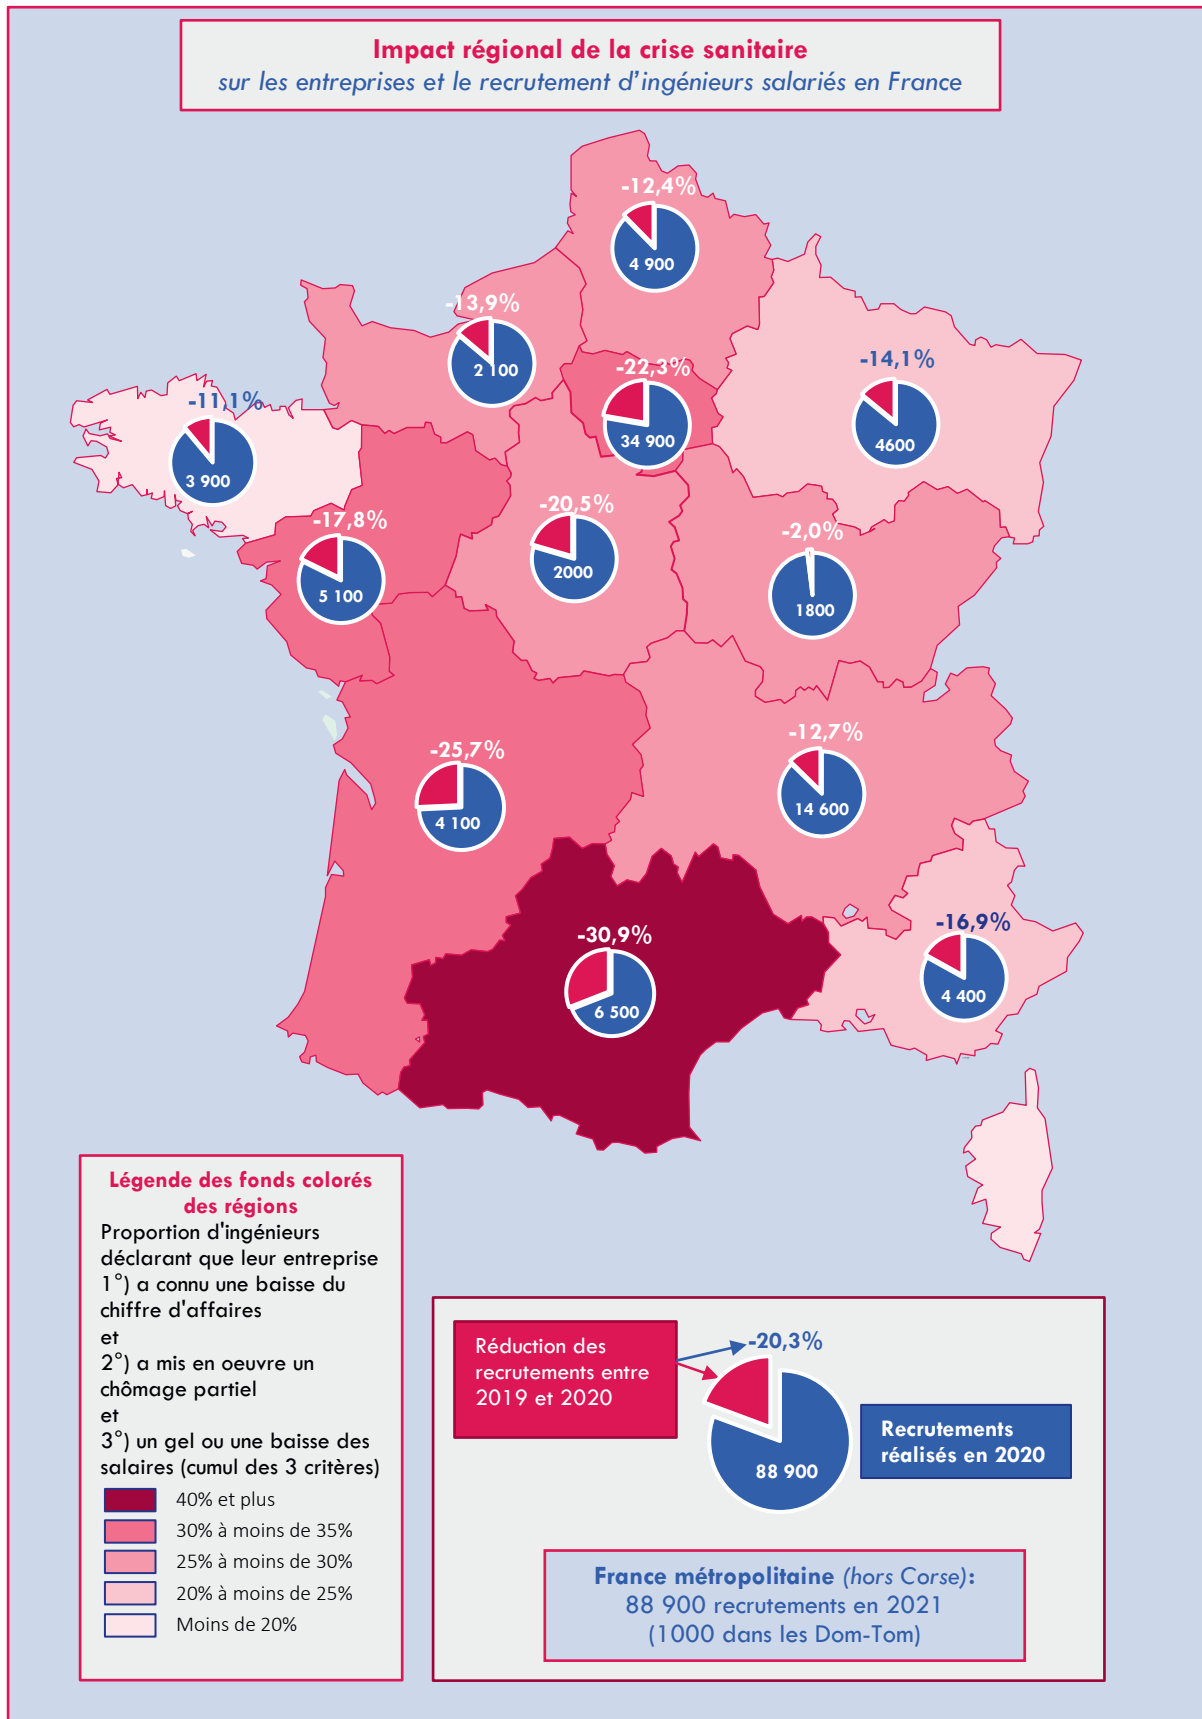 Impact régional de la crise sanitaire
sur les entreprises et le recrutement d'ingénieurs salariés en France
-12,4%
4 900
-13,9%
2 100
-22,3%
34 900
-14,1%
4600
-11,1%
3 900
-17,8%
5 100
-20,5%
2000
-2,0%
1800
-25,7%
4 100
-12,7%
14 600
-30,9%
6 500
-16,9%
4 400
Légende des fonds colorés
des régions
Proportion d'ingénieurs
déclarant que leur entreprise
1°) a connu une baisse du
chiffre d'affaires
et
2°) a mis en oeuvre un
chômage partiel
et
3°) un gel ou une baisse des
salaires (cumul des 3 critères)
40% et plus
30% à moins de 35%
25% à moins de 30%
20% à moins de 25%
Moins de 20%
Réduction des
recrutements entre
2019 et 2020
-20,3%
88 900
Recrutements
réalisés en 2020
France métropolitaine (hors Corse):
88 900 recrutements en 2021
(1000 dans les Dom-Tom)